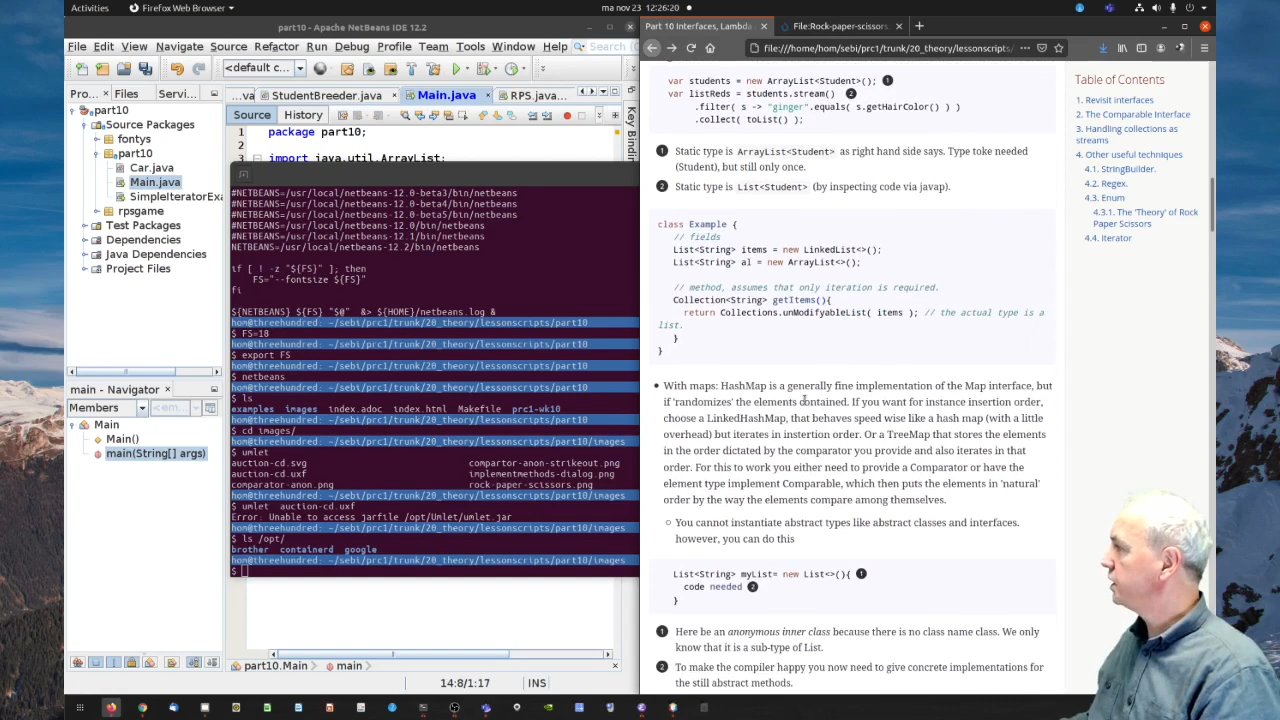 Activities
Firefox Web Browser
ma nov 23  12:26:20
part10 - Apache NetBeans IDE 12.2
File Edit View Navigate Source Refactor Run Debug Profile Team Tools Window Help
Search (
<default c...
Pro... Files Servi...
...va StudentBreeder.java Main.java RPS.java...
part10
Source Packages
fontys
part10
Car.java
Main.java
SimpleIteratorExa
rpsgame
Test Packages
Dependencies
Java Dependencies
Project Files
Source History
1 package part10;
2
3 import java.util.ArrayList;
Key Bindin
main - Navigator
Members <empty>
Main
Main()
main(String[] args)
#NETBEANS=/usr/local/netbeans-12.0-beta3/bin/netbeans
#NETBEANS=/usr/local/netbeans-12.0-beta4/bin/netbeans
#NETBEANS=/usr/local/netbeans-12.0-beta5/bin/netbeans
#NETBEANS=/usr/local/netbeans-12.1/bin/netbeans
NETBEANS=/usr/local/netbeans-12.2/bin/netbeans
if [ ! -z "${FS}" ]; then
FS="--fontsize ${FS}"
fi
${NETBEANS} ${FS} "$@" &> ${HOME}/netbeans.log &
hom@threehundred: ~/sebi/prc1/trunk/20_theory/lessonscripts/part10
$ FS=18
hom@threehundred: ~/sebi/prc1/trunk/20_theory/lessonscripts/part10
$ export FS
hom@threehundred: ~/sebi/prc1/trunk/20_theory/lessonscripts/part10
$ netbeans
hom@threehundred: ~/sebi/prc1/trunk/20_theory/lessonscripts/part10
$ ls
examples images index.adoc index.html Makefile prc1-wk10
hom@threehundred: ~/sebi/prc1/trunk/20_theory/lessonscripts/part10
$ cd images/
hom@threehundred: ~/sebi/prc1/trunk/20_theory/lessonscripts/part10/images
$ umlet
auction-cd.svg compartor-anon-strikeout.png
auction-cd.uxf implementmethods-dialog.png
comparator-anon.png rock-paper-scissors.png
hom@threehundred: ~/sebi/prc1/trunk/20_theory/lessonscripts/part10/images
$ umlet auction-cd.uxf
Error: Unable to access jarfile /opt/Umlet/umlet.jar
hom@threehundred: ~/sebi/prc1/trunk/20_theory/lessonscripts/part10/images
$ ls /opt/
brother containerd google
hom@threehundred: ~/sebi/prc1/trunk/20_theory/lessonscripts/part10/images
$
part10.Main main
14:8/1:17 INS
Part 10 Interfaces, Lambda File:Rock-paper-scissors
file:///home/hom/sebi/prc1/trunk/20_theory/lessonscripts/
var students = new ArrayList<Student>(); 1
var listReds = students.stream() 2
.filter( s -> "ginger".equals( s.getHairColor() ) )
.collect( toList() );
1 Static type is ArrayList<Student> as right hand side says. Type toke needed
(Student), but still only once.
2 Static type is List<Student> (by inspecting code via javap).
class Example {
// fields
List<String> items = new LinkedList<>();
List<String> al = new ArrayList<>();
// method, assumes that only iteration is required.
Collection<String> getItems(){
return Collections.unModifyableList( items ); // the actual type is a
list.
}
}
With maps: HashMap is a generally fine implementation of the Map interface, but
if 'randomizes' the elements contained. If you want for instance insertion order,
choose a LinkedHashMap, that behaves speed wise like a hash map (with a little
overhead) but iterates in instertion order. Or a TreeMap that stores the elements
in the order dictated by the comparator you provide and also iterates in that
order. For this to work you either need to provide a Comparator or have the
element type implement Comparable, which then puts the elements in 'natural'
order by the way the elements compare among themselves.
You cannot instantiate abstract types like abstract classes and interfaces.
however, you can do this
List<String> myList= new List<>(){ 1
code needed 2
}
1 Here be an anonymous inner class because there is no class name class. We only
know that it is a sub-type of List.
2 To make the compiler happy you now need to give concrete implementations for
the still abstract methods.
Table of Contents
1. Revisit interfaces
2. The Comparable Interface
3. Handling collections as
streams
4. Other useful techniques
4.1. StringBuilder.
4.2. Regex.
4.3. Enum
4.3.1. The 'Theory' of Rock
Paper Scissors
4.4. Iterator